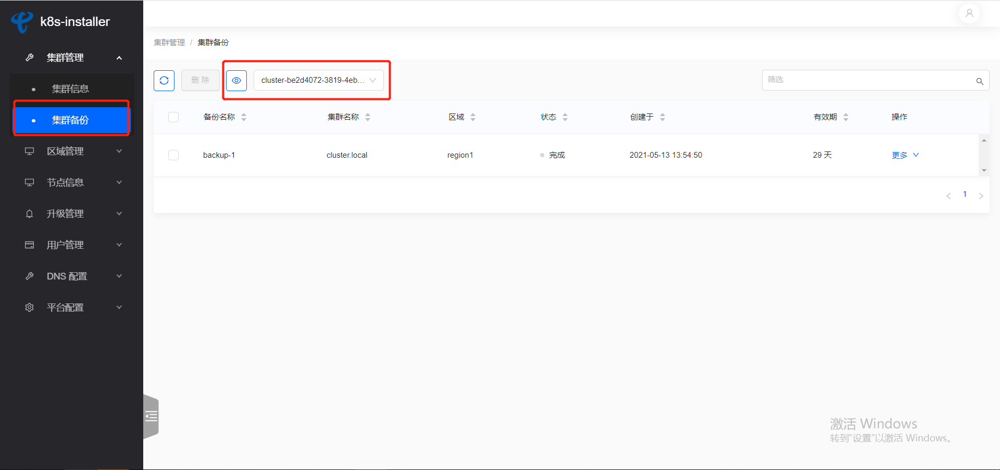 k8s-installer
集群管理
集群信息
集群备份
区域管理
节点信息
升级管理
用户管理
DNS 配置
平台配置
集群管理 / 集群备份
删 除
cluster-be2d4072-3819-4eb...
筛选
备份名称 集群名称 区域 状态 创建于 有效期 操作
backup-1 cluster.local region1 完成 2021-05-13 13:54:50 29 天 更多
1
激活 Windows
转到“设置”以激活 Windows。